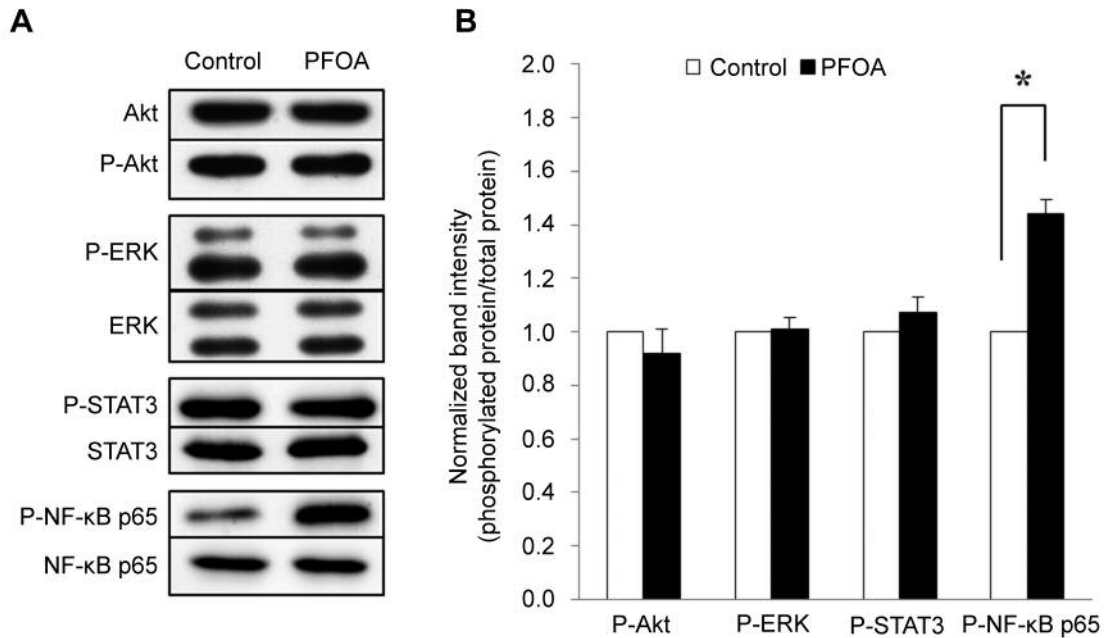 A
Control PFOA
Akt
P-Akt
P-ERK
ERK
P-STAT3
STAT3
P-NF-κB p65
NF-κB p65
B
Normalized band intensity
(phosphorylated protein/total protein)
Control PFOA
*
2.0
1.8
1.6
1.4
1.2
1.0
0.8
0.6
0.4
0.2
0.0
P-Akt P-ERK P-STAT3 P-NF-κB p65